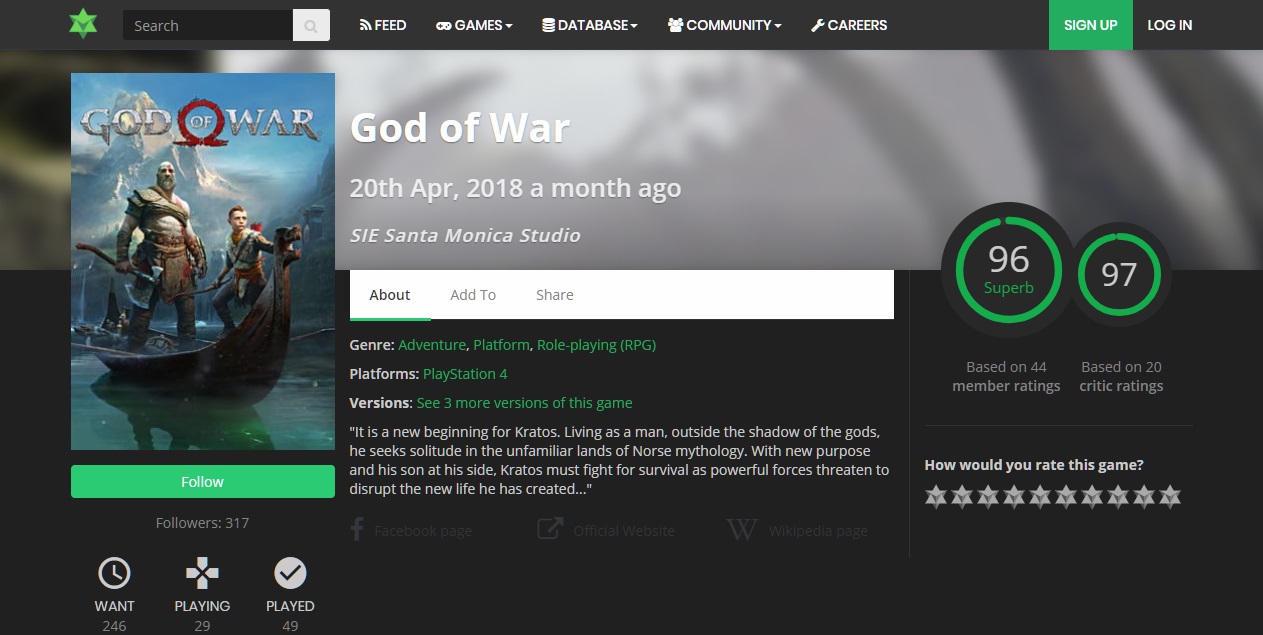 Search
FEED
GAMES
DATABASE
COMMUNITY
CAREERS
SIGN UP
LOG IN
GOD OF WAR
God of War
20th Apr, 2018 a month ago
SIE Santa Monica Studio
96
Superb
97
Based on 44
member ratings
Based on 20
critic ratings
About
Add To
Share
Genre: Adventure, Platform, Role-playing (RPG)
Platforms: PlayStation 4
Versions: See 3 more versions of this game
"It is a new beginning for Kratos. Living as a man, outside the shadow of the gods,
he seeks solitude in the unfamiliar lands of Norse mythology. With new purpose
and his son at his side, Kratos must fight for survival as powerful forces threaten to
disrupt the new life he has created..."
Facebook page
Official Website
Wikipedia page
How would you rate this game?
Follow
Followers: 317
WANT
246
PLAYING
29
PLAYED
49